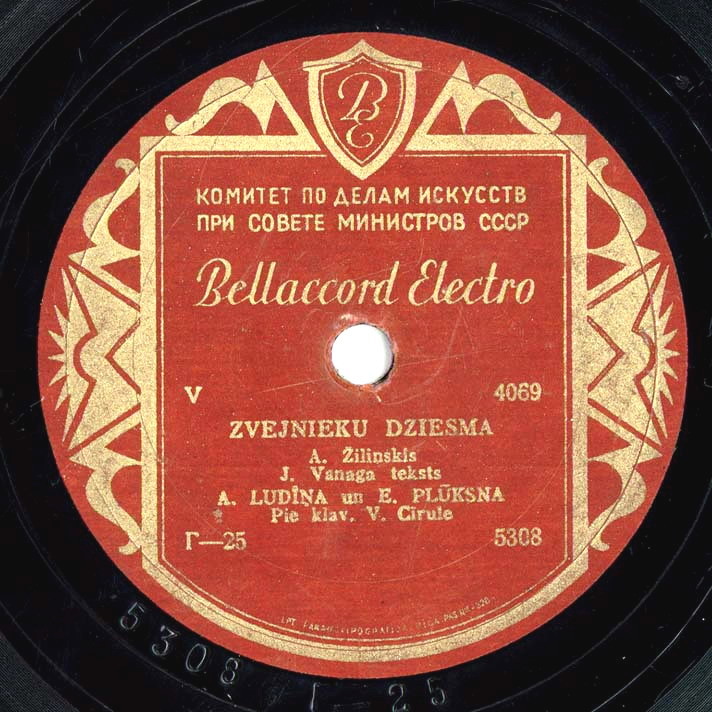 BE
КОМИТЕТ ПО ДЕЛАМ ИСКУССТВ
ПРИ СОВЕТЕ МИНИСТРОВ СССР
Bellaccord Electro
V 4069
ZVEJNIEKU DZIESMA
A. Žilinskis
J. Vanaga teksts
A. LUDIŅA un E. PLŪKSNA
Pie klav. V. Cirule
Г—25 5308
5308 Г-25